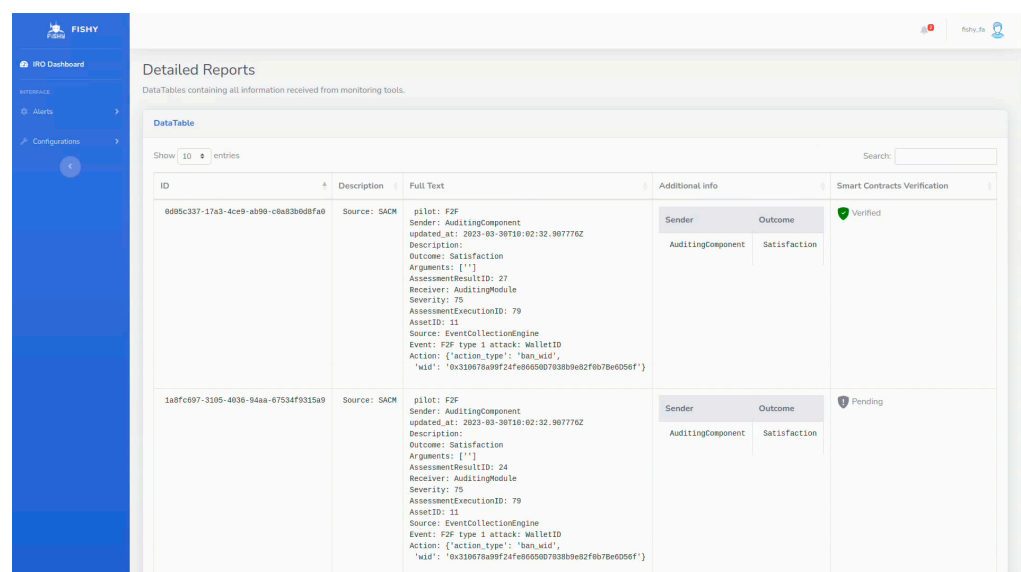 FISHY
FISHY
fishy_fa
IRO Dashboard
INTERFACE
Alerts
Configurations
Detailed Reports
DataTables containing all information received from monitoring tools.
DataTable
Show 10 entries
Search:
ID Description Full Text Additional info Smart Contracts Verification
0d05c337-17a3-4ce9-ab90-c0a83b0d8fa0 Source: SACM
pilot: F2F
Sender: AuditingComponent
updated_at: 2023-03-30T10:02:32.907776Z
Description:
Outcome: Satisfaction
Arguments: ['']
AssessmentResultID: 27
Receiver: AuditingModule
Severity: 75
AssessmentExecutionID: 79
AssetID: 11
Source: EventCollectionEngine
Event: F2F type 1 attack: WalletID
Action: {'action_type': 'ban_wid',
'wid': '0x310678a99f24fe86650D7038b9e82f0b7Be6D56f'}
Sender Outcome
AuditingComponent Satisfaction
Verified
1a8fc697-3105-4036-94aa-67534f9315a9 Source: SACM
pilot: F2F
Sender: AuditingComponent
updated_at: 2023-03-30T10:02:32.907776Z
Description:
Outcome: Satisfaction
Arguments: ['']
AssessmentResultID: 24
Receiver: AuditingModule
Severity: 75
AssessmentExecutionID: 79
AssetID: 11
Source: EventCollectionEngine
Event: F2F type 1 attack: WalletID
Action: {'action_type': 'ban_wid',
'wid': '0x310678a99f24fe86650D7038b9e82f0b7Be6D56f'}
Sender Outcome
AuditingComponent Satisfaction
Pending